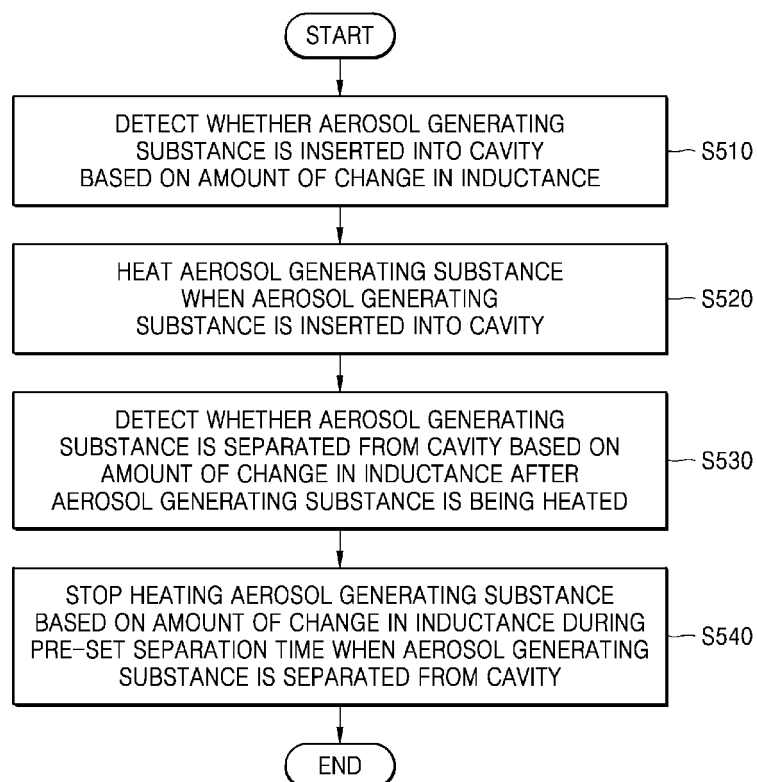 START
DETECT WHETHER AEROSOL GENERATING
SUBSTANCE IS INSERTED INTO CAVITY
BASED ON AMOUNT OF CHANGE IN INDUCTANCE
S510
HEAT AEROSOL GENERATING SUBSTANCE
WHEN AEROSOL GENERATING
SUBSTANCE IS INSERTED INTO CAVITY
S520
DETECT WHETHER AEROSOL GENERATING
SUBSTANCE IS SEPARATED FROM CAVITY BASED ON
AMOUNT OF CHANGE IN INDUCTANCE AFTER
AEROSOL GENERATING SUBSTANCE IS BEING HEATED
S530
STOP HEATING AEROSOL GENERATING SUBSTANCE
BASED ON AMOUNT OF CHANGE IN INDUCTANCE DURING
PRE-SET SEPARATION TIME WHEN AEROSOL GENERATING
SUBSTANCE IS SEPARATED FROM CAVITY
S540
END